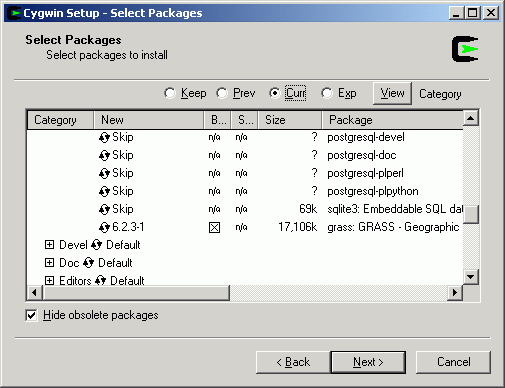 Cygwin Setup - Select Packages
Select Packages
Select packages to install
Keep Prev Curr Exp View Category
Category New B... S... Size Package
Skip n/a n/a ? postgresql-devel
Skip n/a n/a ? postgresql-doc
Skip n/a n/a ? postgresql-plperl
Skip n/a n/a ? postgresql-plpython
Skip n/a n/a 69k sqlite3: Embeddable SQL dat
6.2.3-1 n/a 17,106k grass: GRASS - Geographic
Devel Default
Doc Default
Editors Default
Hide obsolete packages
< Back Next > Cancel